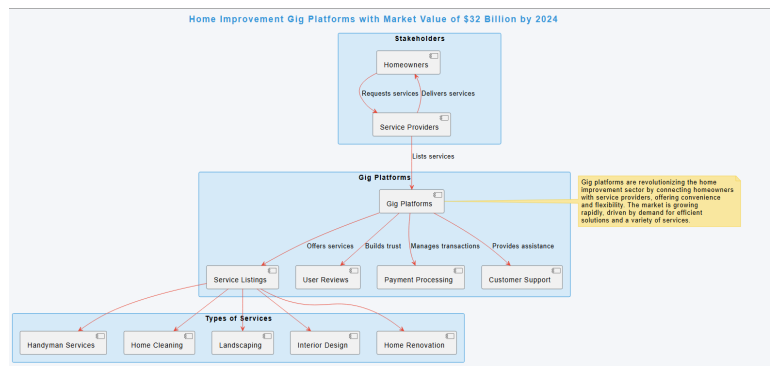 Home Improvement Gig Platforms with Market Value of $32 Billion by 2024
Stakeholders
Homeowners
Requests services
Delivers services
Service Providers
Lists services
Gig Platforms
Gig Platforms
Gig platforms are revolutionizing the home
improvement sector by connecting homeowners
with service providers, offering convenience
and flexibility. The market is growing
rapidly, driven by demand for efficient
solutions and a variety of services.
Offers services
Builds trust
Manages transactions
Provides assistance
Service Listings
User Reviews
Payment Processing
Customer Support
Types of Services
Handyman Services
Home Cleaning
Landscaping
Interior Design
Home Renovation